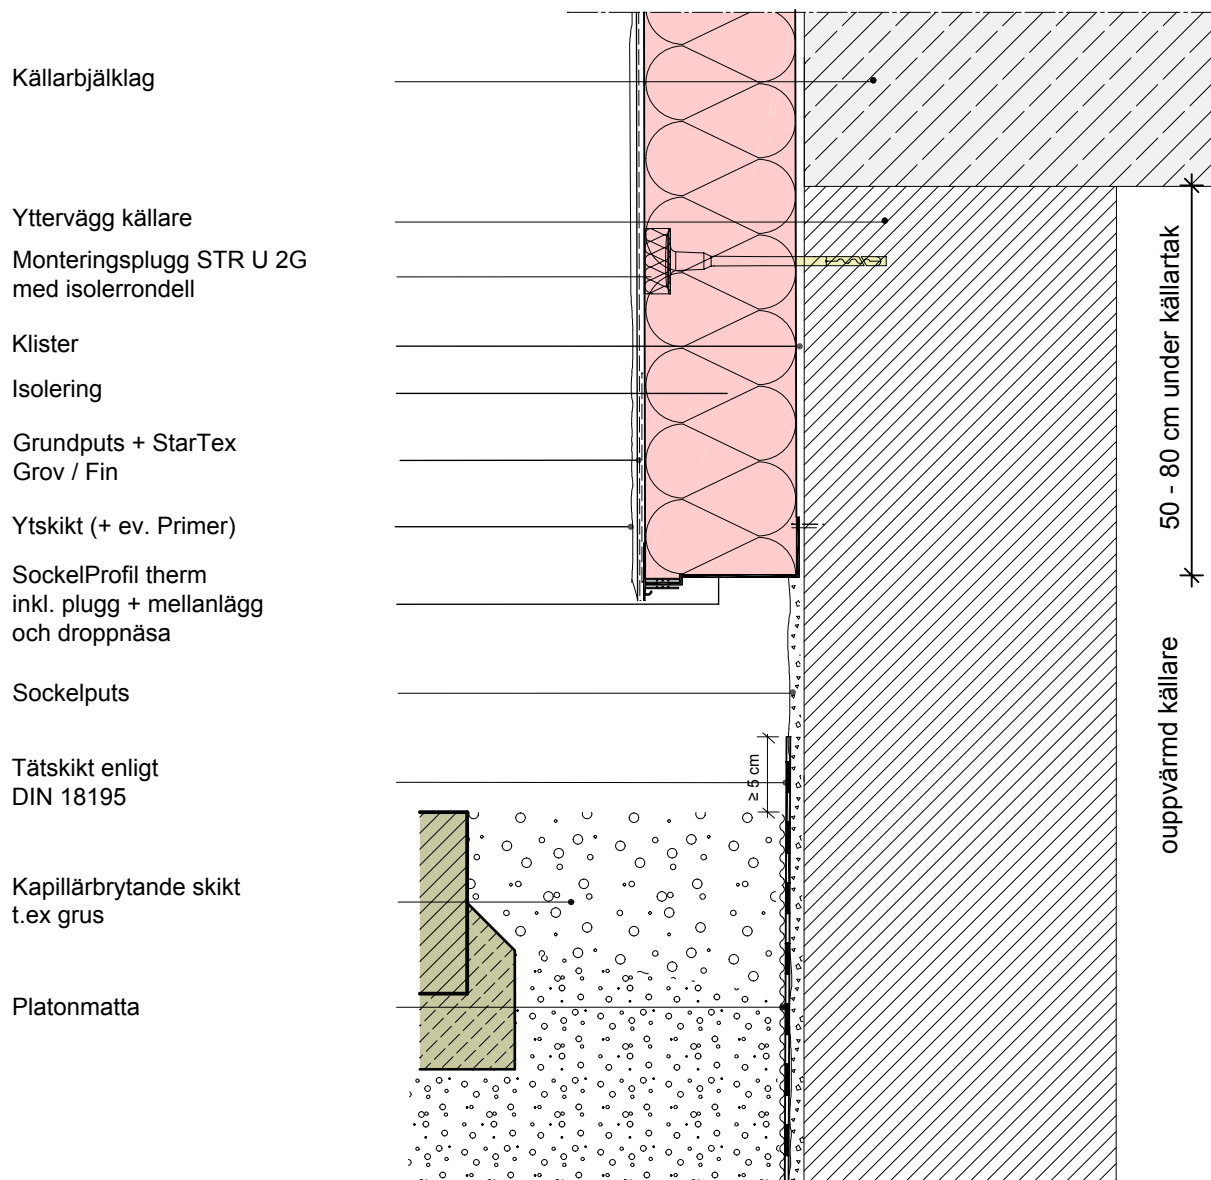 Källarbjälklag
Yttervägg källare
Monteringsplugg STR U 2G
med isolerrondell
Klister
Isolering
Grundputs + StarTex
Grov / Fin
Ytskikt (+ ev. Primer)
SockelProfil therm
inkl. plugg + mellanlägg
och droppnäsa
Sockelputs
Tätskikt enligt
DIN 18195
Kapillärbrytande skikt
t.ex grus
Platonmatta
≥ 5 cm
50 - 80 cm under källartak
ouppvärmd källare